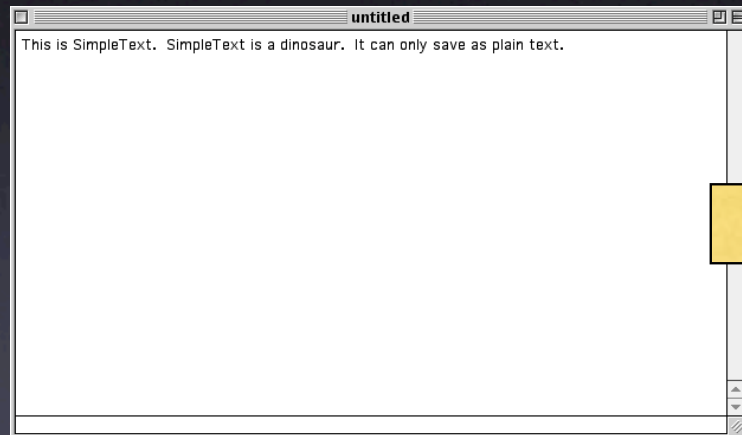 untitled
This is SimpleText.  SimpleText is a dinosaur.  It can only save as plain text.